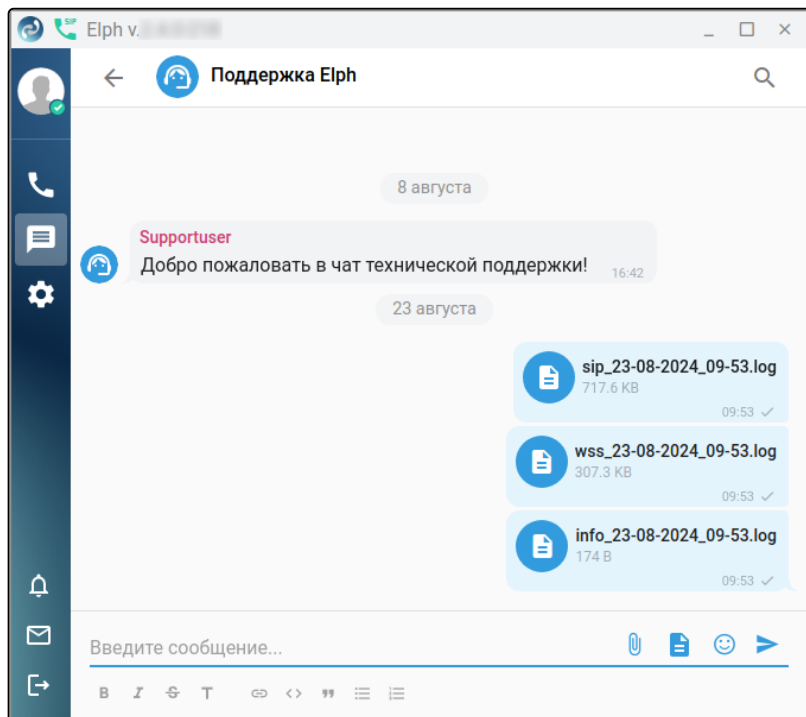 SIP
Elph v.
Поддержка Elph
8 августа
Supportuser
Добро пожаловать в чат технической поддержки!
16:42
23 августа
sip_23-08-2024_09-53.log
717.6 KB
09:53
wss_23-08-2024_09-53.log
307.3 KB
09:53
info_23-08-2024_09-53.log
174 B
09:53
Введите сообщение...
B I S T